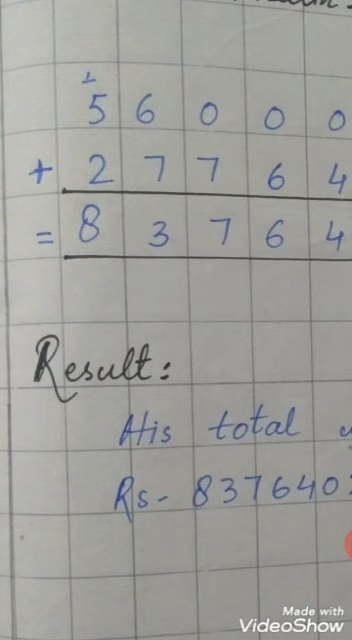 1
5 6 0 0 0
+ 2 7 7 6 4
= 8 3 7 6 4
Result:
His total
Rs- 837640
Made with
VideoShow